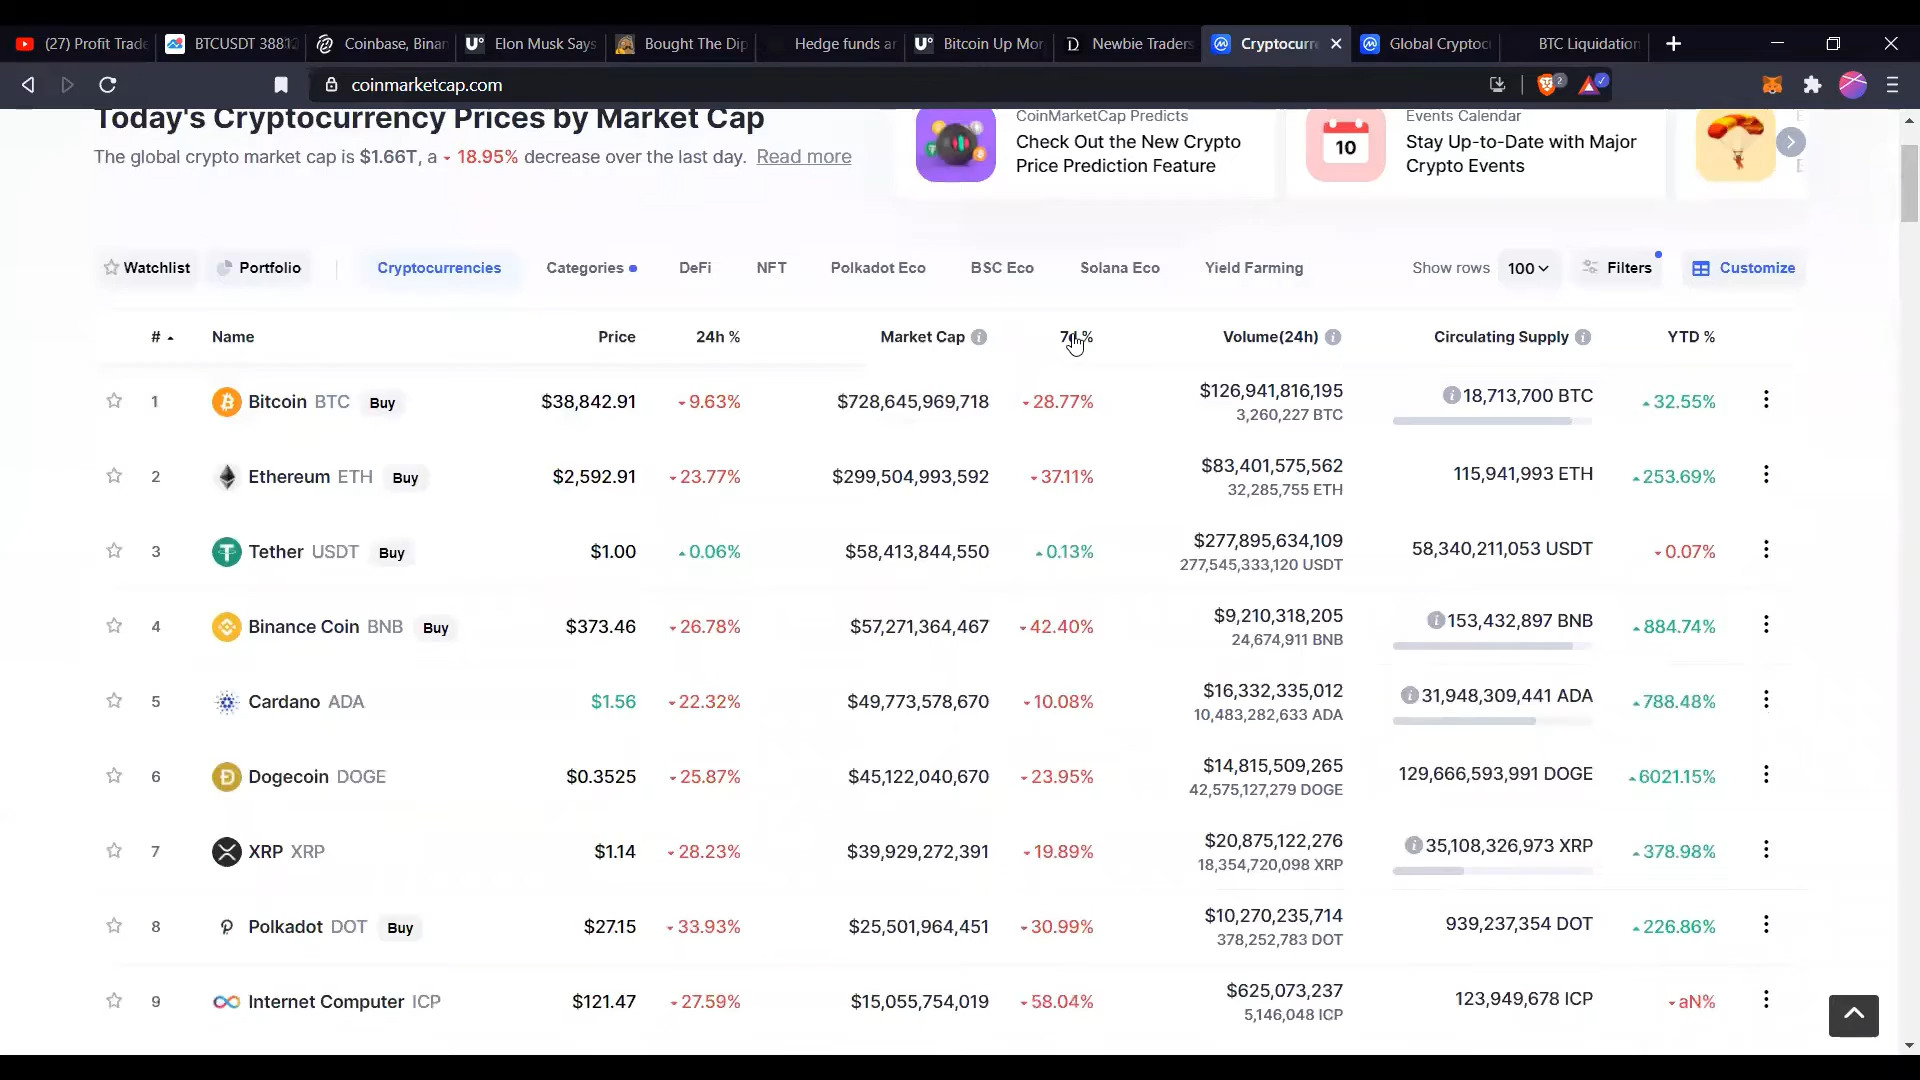 (27) Profit Trade
BTCUSDT 3881
Coinbase, Binan
Elon Musk Says
Bought The Dip
Hedge funds ar
Bitcoin Up Mor
Newbie Traders
Cryptocurre
Global Cryptoc
BTC Liquidation
coinmarketcap.com
2
Today's Cryptocurrency Prices by Market Cap
The global crypto market cap is $1.66T, a 18.95% decrease over the last day. Read more
CoinMarketCap Predicts
Check Out the New Crypto
Price Prediction Feature
10
Events Calendar
Stay Up-to-Date with Major
Crypto Events
Watchlist Portfolio Cryptocurrencies Categories DeFi NFT Polkadot Eco BSC Eco Solana Eco Yield Farming Show rows 100 Filters Customize
# Name Price 24h % Market Cap 7d % Volume(24h) Circulating Supply YTD %
1 Bitcoin BTC Buy $38,842.91 9.63% $728,645,969,718 28.77% $126,941,816,195 18,713,700 BTC 32.55%
3,260,227 BTC
2 Ethereum ETH Buy $2,592.91 23.77% $299,504,993,592 37.11% $83,401,575,562 115,941,993 ETH 253.69%
32,285,755 ETH
3 Tether USDT Buy $1.00 0.06% $58,413,844,550 0.13% $277,895,634,109 58,340,211,053 USDT 0.07%
277,545,333,120 USDT
4 Binance Coin BNB Buy $373.46 26.78% $57,271,364,467 42.40% $9,210,318,205 153,432,897 BNB 884.74%
24,674,911 BNB
5 Cardano ADA $1.56 22.32% $49,773,578,670 10.08% $16,332,335,012 31,948,309,441 ADA 788.48%
10,483,282,633 ADA
6 Dogecoin DOGE $0.3525 25.87% $45,122,040,670 23.95% $14,815,509,265 129,666,593,991 DOGE 6021.15%
42,575,127,279 DOGE
7 XRP XRP $1.14 28.23% $39,929,272,391 19.89% $20,875,122,276 35,108,326,973 XRP 378.98%
18,354,720,098 XRP
8 Polkadot DOT Buy $27.15 33.93% $25,501,964,451 30.99% $10,270,235,714 939,237,354 DOT 226.86%
378,252,783 DOT
9 Internet Computer ICP $121.47 27.59% $15,055,754,019 58.04% $625,073,237 123,949,678 ICP aN%
5,146,048 ICP